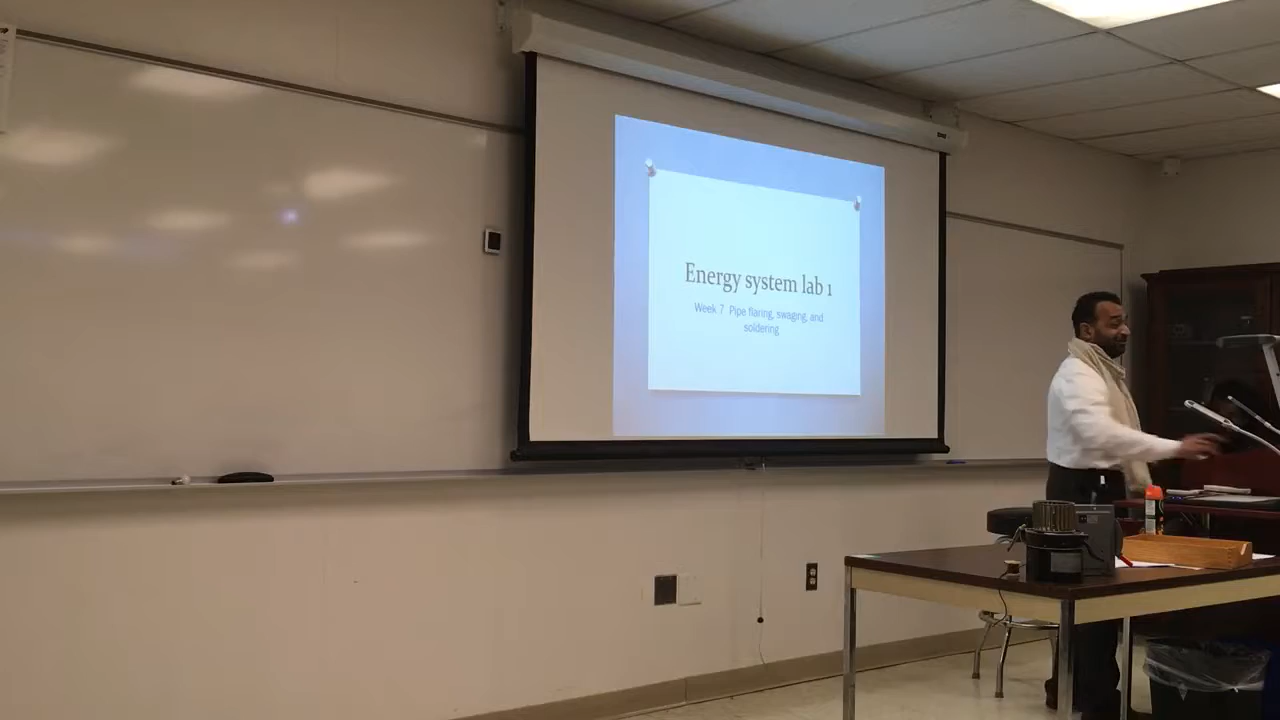 Energy system lab 1
Week 7 Pipe flaring, swaging, and
soldering